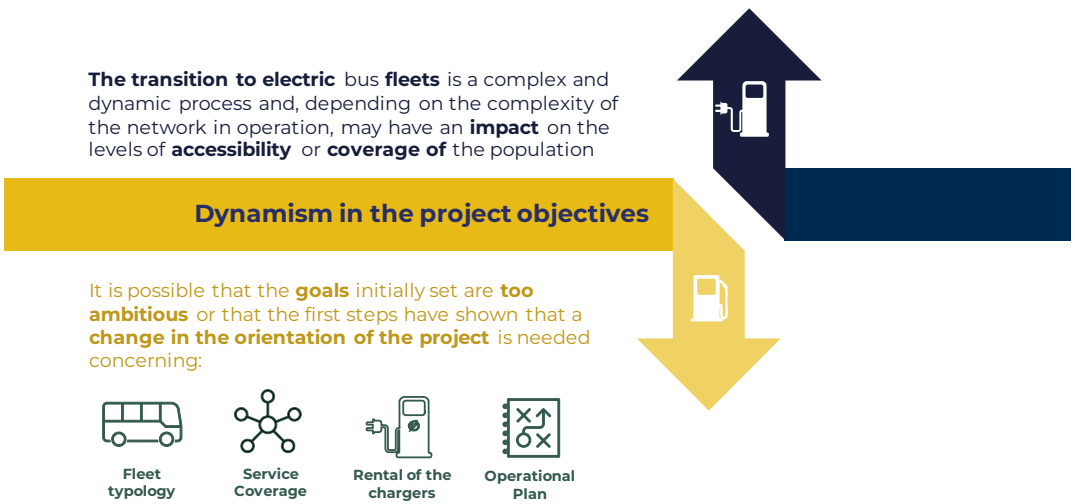 The transition to electric bus fleets is a complex and
dynamic process and, depending on the complexity of
the network in operation, may have an impact on the
levels of accessibility or coverage of the population
Dynamism in the project objectives
It is possible that the goals initially set are too
ambitious or that the first steps have shown that a
change in the orientation of the project is needed
concerning:
Fleet
typology
Service
Coverage
Rental of the
chargers
Operational
Plan